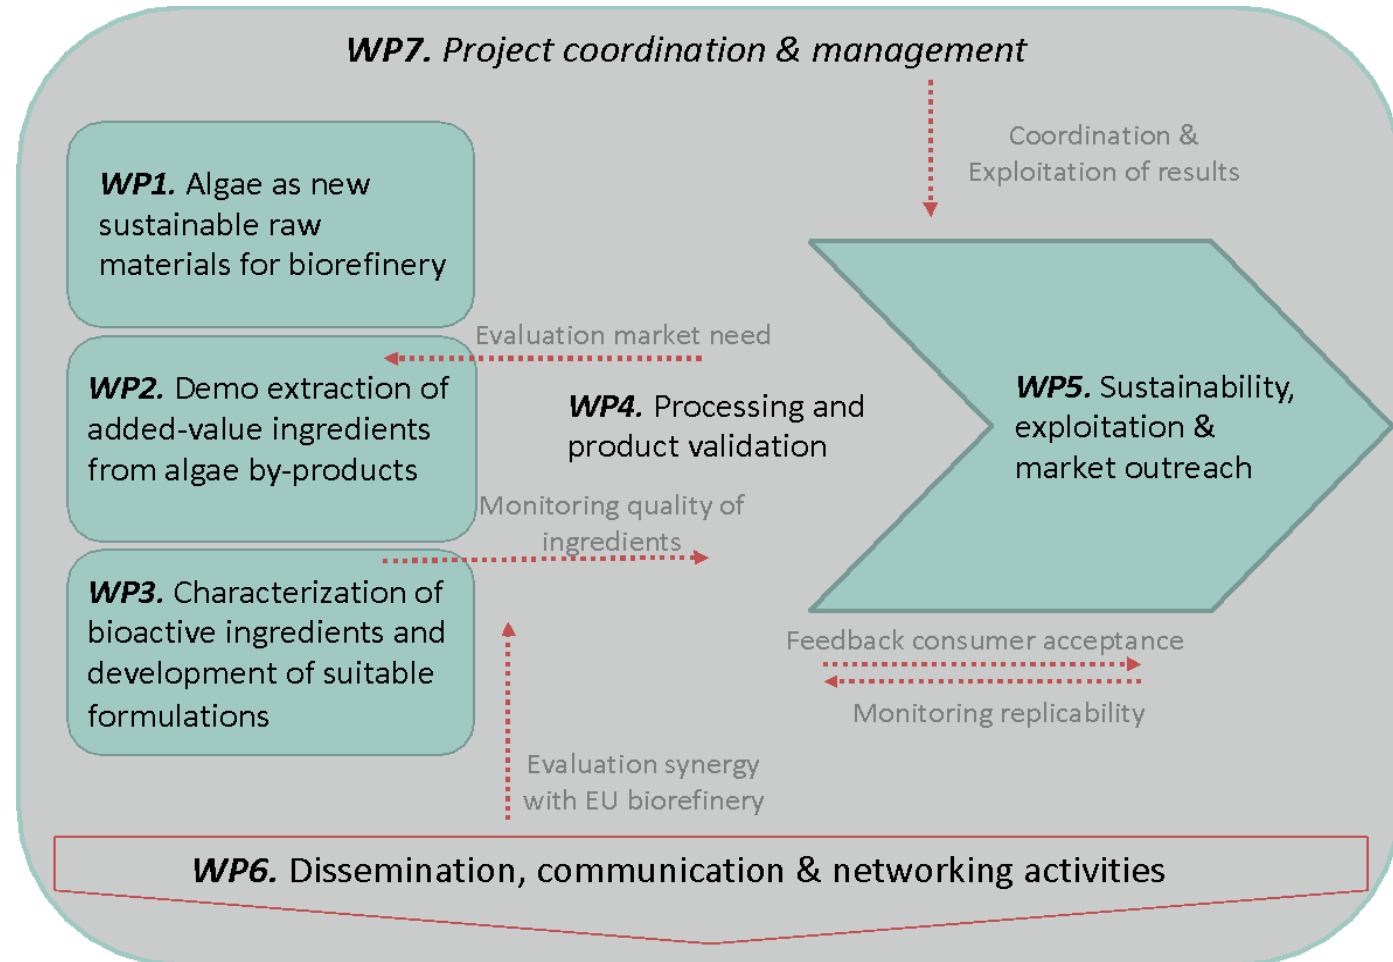 WP7. Project coordination & management
Coordination &
Exploitation of results
WP1. Algae as new
sustainable raw
materials for biorefinery
Evaluation market need
WP2. Demo extraction of
added-value ingredients
from algae by-products
WP4. Processing and
product validation
WP5. Sustainability,
exploitation &
market outreach
Monitoring quality of
ingredients
WP3. Characterization of
bioactive ingredients and
development of suitable
formulations
Feedback consumer acceptance
Monitoring replicability
Evaluation synergy
with EU biorefinery
WP6. Dissemination, communication & networking activities